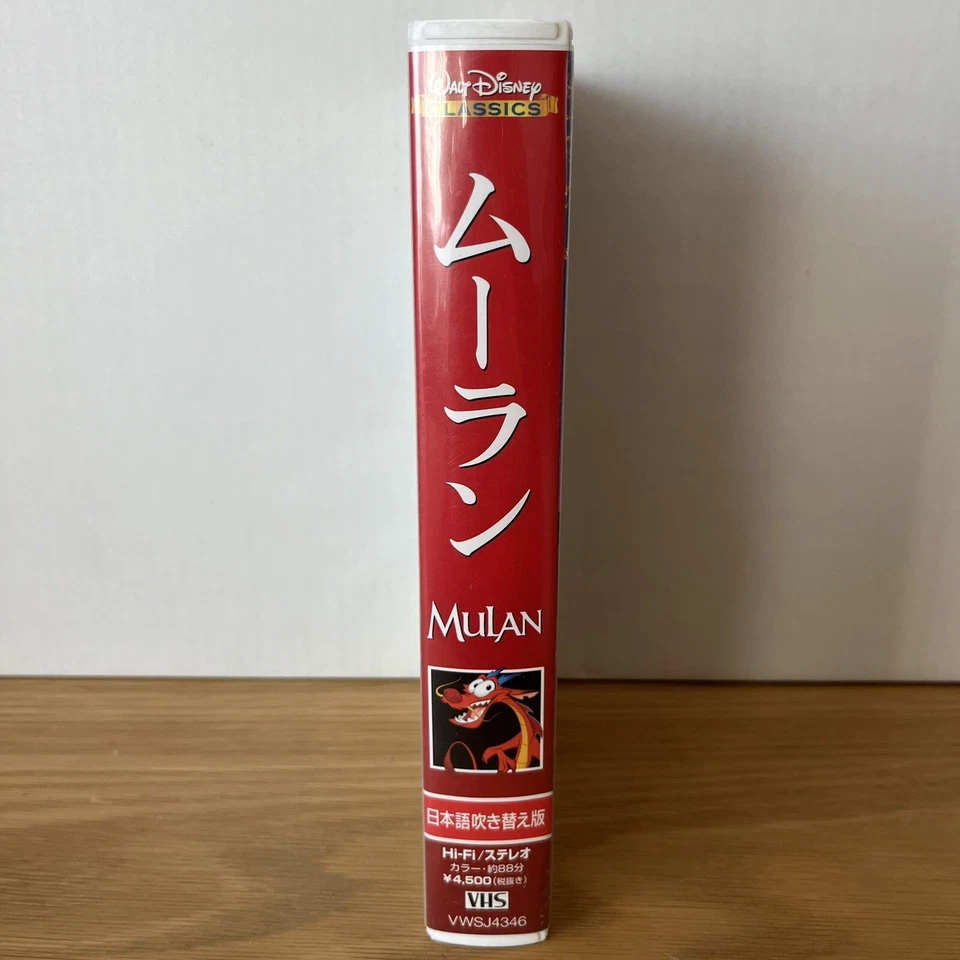 WALT DISNEY
CLASSICS
ムーラン
MULAN
日本語吹き替え版
Hi-Fi/ステレオ
カラー・約88分
¥4,500(税抜き)
VHS
VWSJ4346